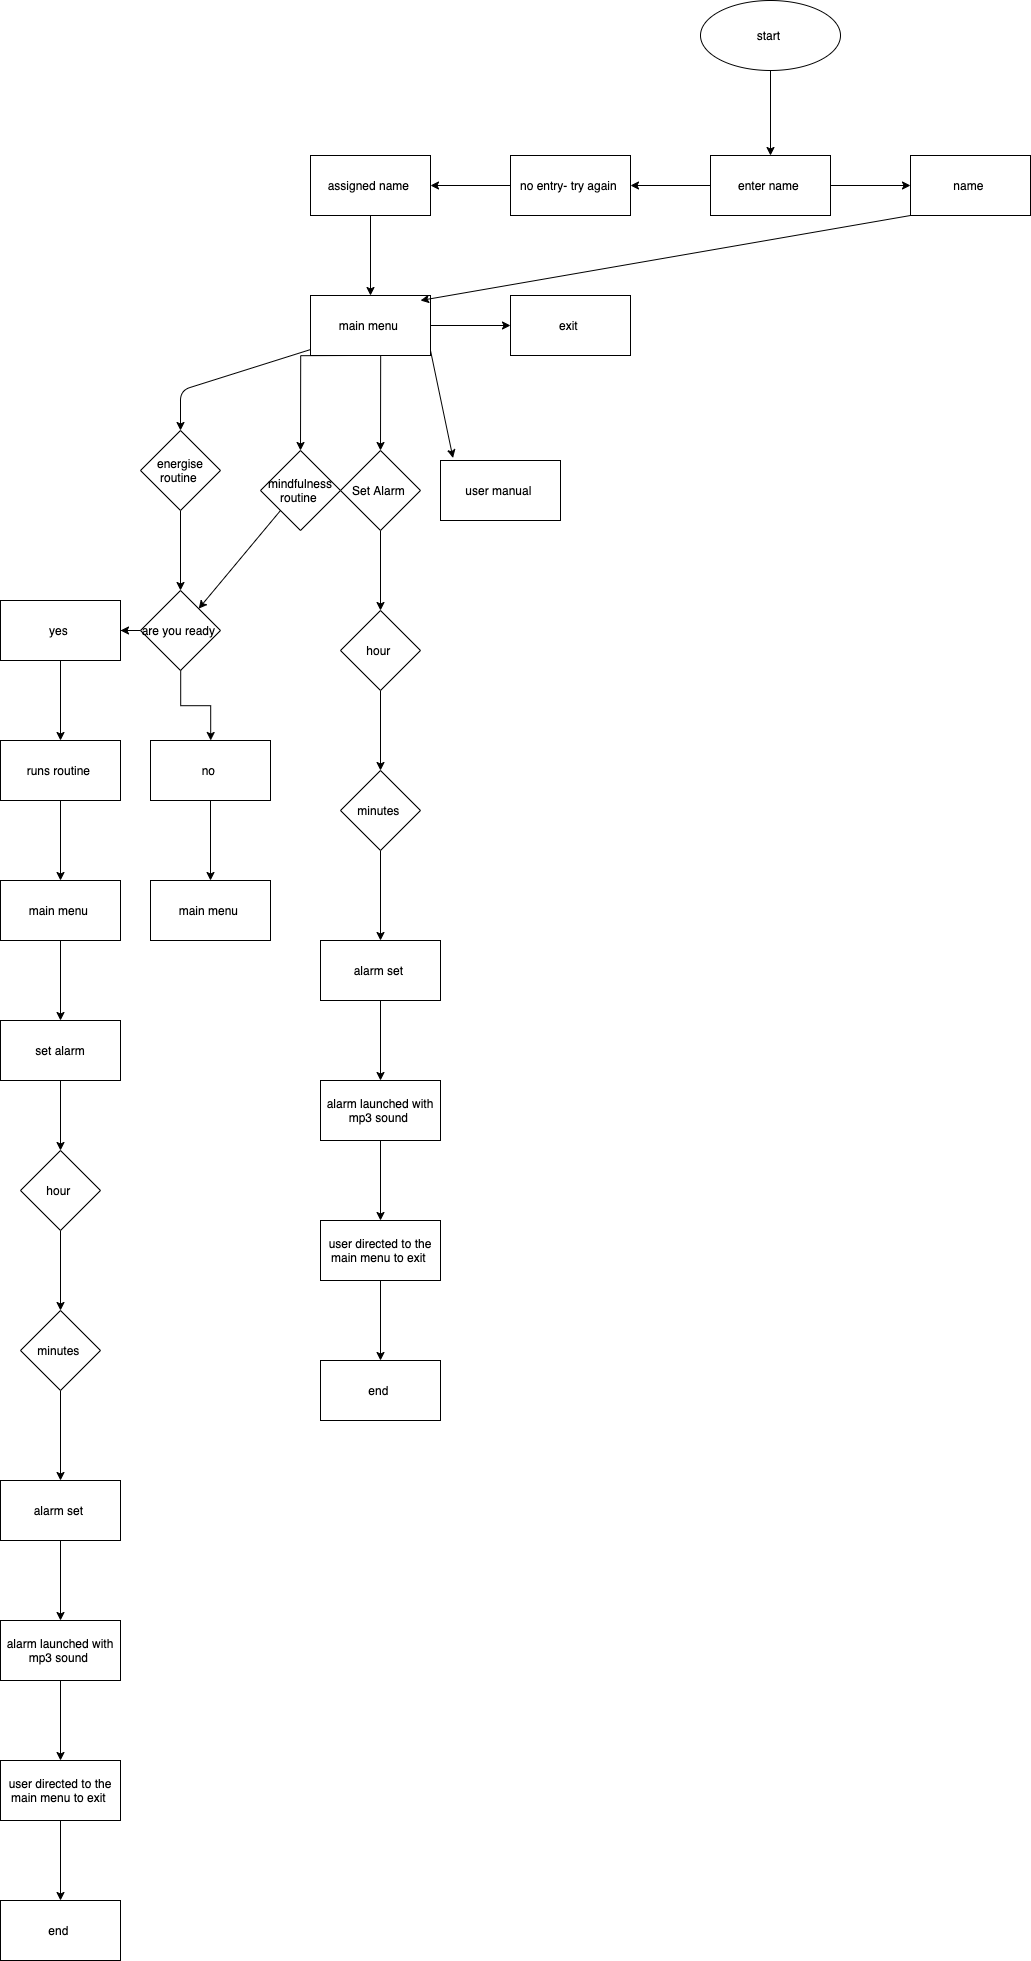 start
assigned name
no entry- try again
enter name
name
main menu
exit
energise
routine
mindfulness
routine
Set Alarm
user manual
yes
are you ready
hour
runs routine
no
minutes
main menu
main menu
alarm set
set alarm
alarm launched with
mp3 sound
hour
user directed to the
main menu to exit
minutes
end
alarm set
alarm launched with
mp3 sound
user directed to the
main menu to exit
end